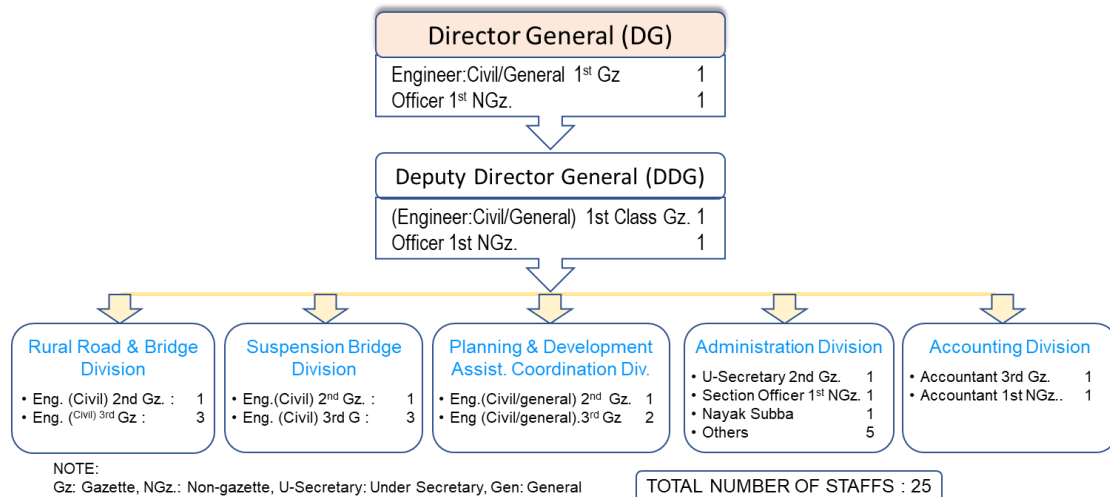 Director General (DG)
Engineer:Civil/General 1st Gz 1
Officer 1st NGz. 1
Deputy Director General (DDG)
(Engineer:Civil/General) 1st Class Gz. 1
Officer 1st NGz. 1
Rural Road & Bridge
Division
• Eng. (Civil) 2nd Gz. : 1
• Eng. (Civil) 3rd Gz : 3
Suspension Bridge
Division
• Eng.(Civil) 2nd Gz. : 1
• Eng. (Civil) 3rd G : 3
Planning & Development
Assist. Coordination Div.
• Eng.(Civil/general) 2nd Gz. 1
• Eng (Civil/general).3rd Gz 2
Administration Division
• U-Secretary 2nd Gz. 1
• Section Officer 1st NGz. 1
• Nayak Subba 1
• Others 5
Accounting Division
• Accountant 3rd Gz. 1
• Accountant 1st NGz.. 1
NOTE:
Gz: Gazette, NGz.: Non-gazette, U-Secretary: Under Secretary, Gen: General
TOTAL NUMBER OF STAFFS : 25